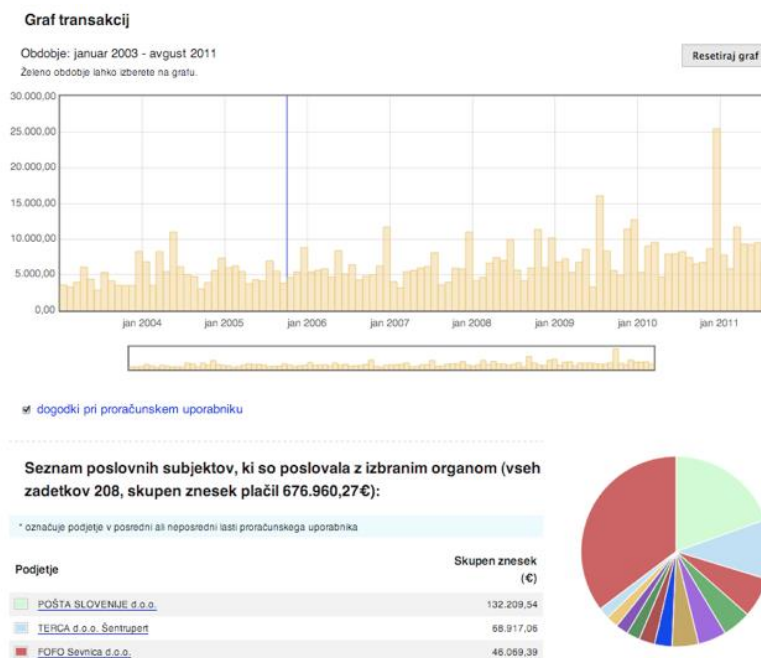 Graf transakcij
Obdobje: januar 2003 - avgust 2011
Resetiraj graf
Želeno obdobje lahko izberete na grafu.
30.000,00
25.000,00
20.000,00
15.000,00
10.000,00
5.000,00
0,00
jan 2004 jan 2005 jan 2006 jan 2007 jan 2008 jan 2009 jan 2010 jan 2011
dogodki pri proračunskem uporabniku
Seznam poslovnih subjektov, ki so poslovala z izbranim organom (vseh
zadetkov 208, skupen znesek plačil 676.960,27€):
* označuje podjetje v posredni ali neposredni lasti proračunskega uporabnika
Podjetje Skupen znesek
(€)
POŠTA SLOVENIJE d.o.o. 132.209,54
TERCA d.o.o. Šentrupert 68.917,06
FOFO Sevnica d.o.o. 46.069,39